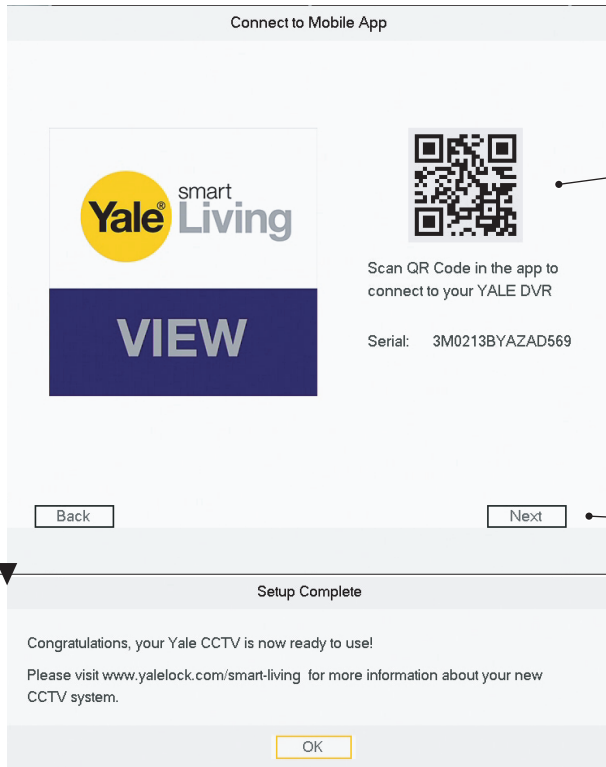 Connect to Mobile App
Yale®
smart
Living
VIEW
Scan QR Code in the app to
connect to your YALE DVR
Serial: 3M0213BYAZAD569
Back
Next
Setup Complete
Congratulations, your Yale CCTV is now ready to use!
Please visit www.yalelock.com/smart-living for more information about your new
CCTV system.
OK